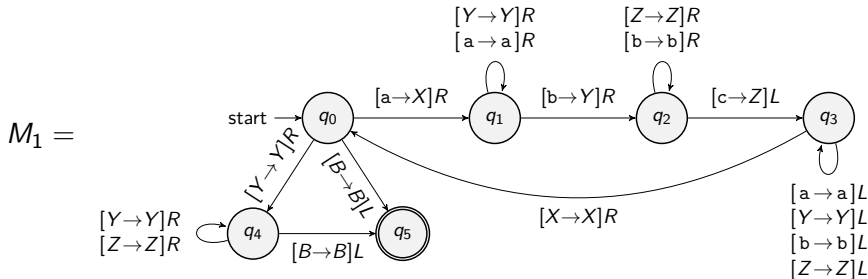 [Y→Y]R
[a→a]R
[Z→Z]R
[b→b]R
M₁ =
start
q₀
[a→X]R
q₁
[b→Y]R
q₂
[c→Z]L
q₃
[Y→Y]R
[B→B]L
[X→X]R
[a→a]L
[Y→Y]L
[b→b]L
[Z→Z]L
[Y→Y]R
[Z→Z]R
q₄
[B→B]L
q₅